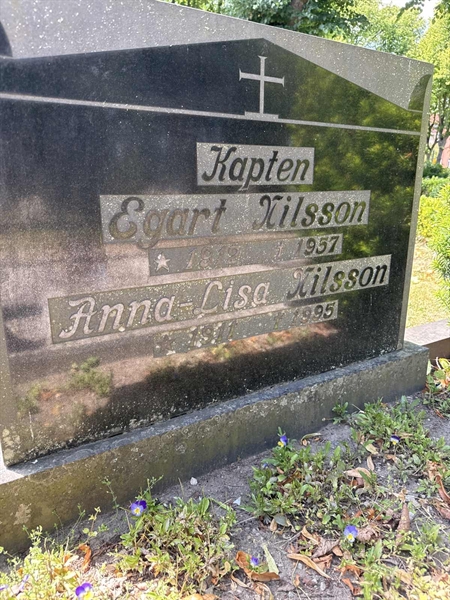 Kapten
Egart Nilsson
1957
Anna-Lisa Nilsson
1995